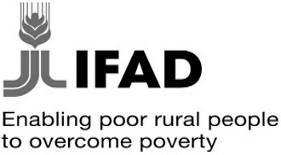 IFAD
Enabling poor rural people
to overcome poverty